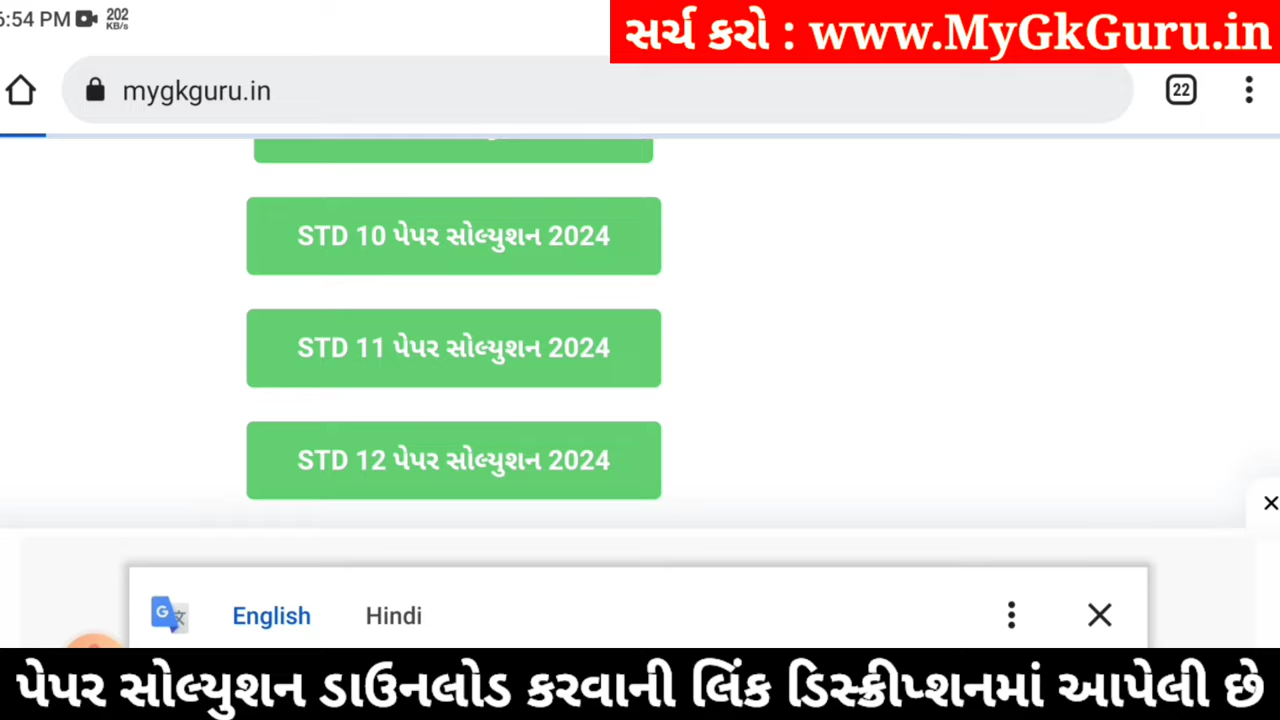 સર્ચ કરો : www.MyGkGuru.in
6:54 PM 202 KB/s
mygkguru.in
22
STD 10 પેપર સોલ્યુશન 2024
STD 11 પેપર સોલ્યુશન 2024
STD 12 પેપર સોલ્યુશન 2024
English Hindi
પેપર સોલ્યુશન ડાઉનલોડ કરવાની લિંક ડિસ્ક્રીપ્શનમાં આપેલી છે